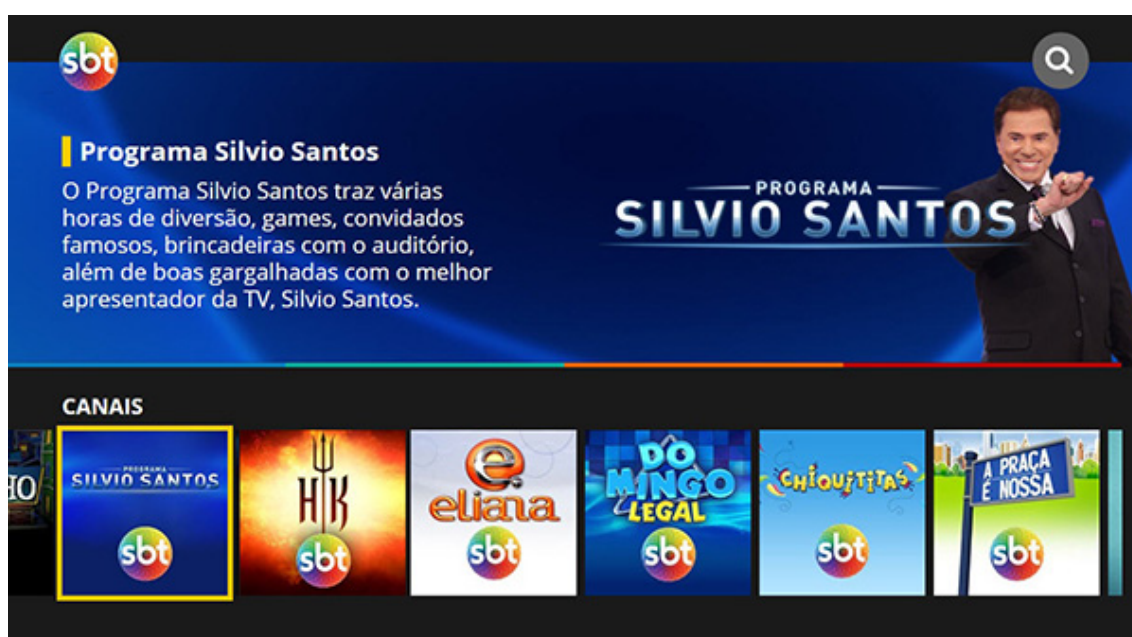 sbt
Programa Silvio Santos
O Programa Silvio Santos traz várias
horas de diversão, games, convidados
famosos, brincadeiras com o auditório,
além de boas gargalhadas com o melhor
apresentador da TV, Silvio Santos.
PROGRAMA
SILVIO SANTOS
CANAIS
HO
PROGRAMA
SILVIO SANTOS
sbt
HK
sbt
e
eliana
sbt
DO
MINGO
LEGAL
sbt
CHIQUITITAS
sbt
A PRAÇA
É NOSSA
sbt